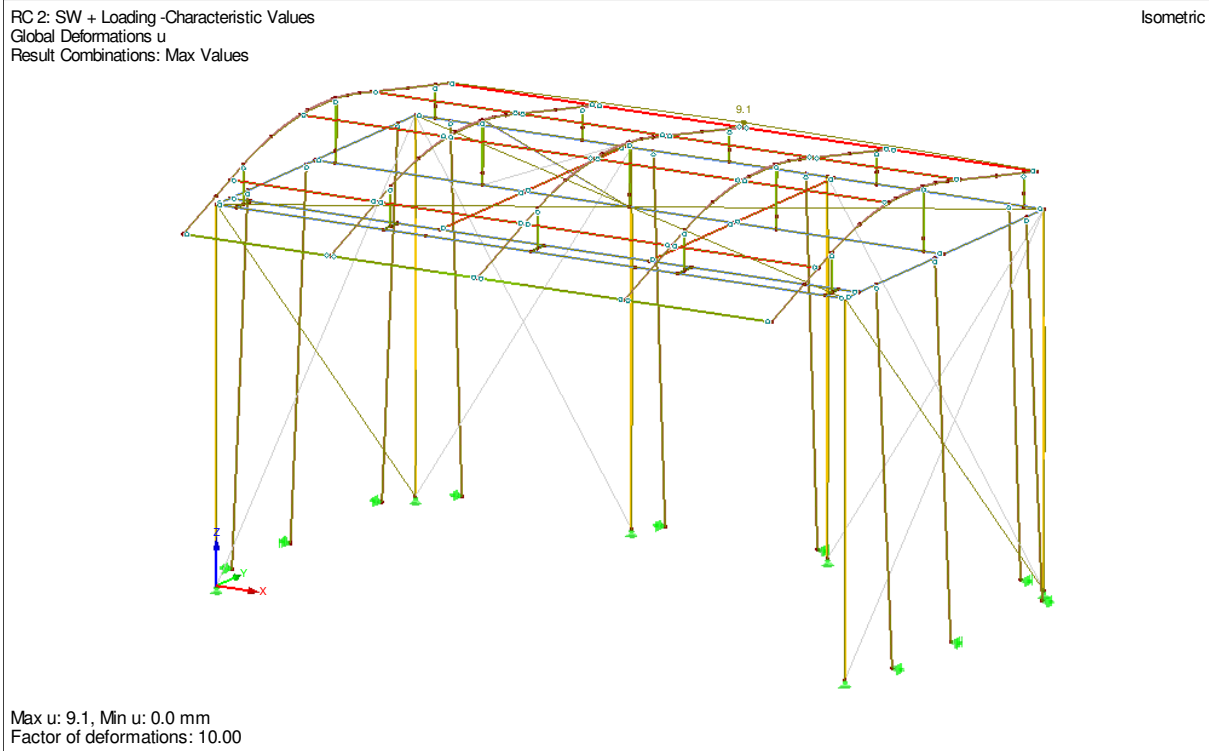 RC 2: SW + Loading -Characteristic Values
Isometric
Global Deformations u
Result Combinations: Max Values
9.1
Z
Y
X
Max u: 9.1, Min u: 0.0 mm
Factor of deformations: 10.00